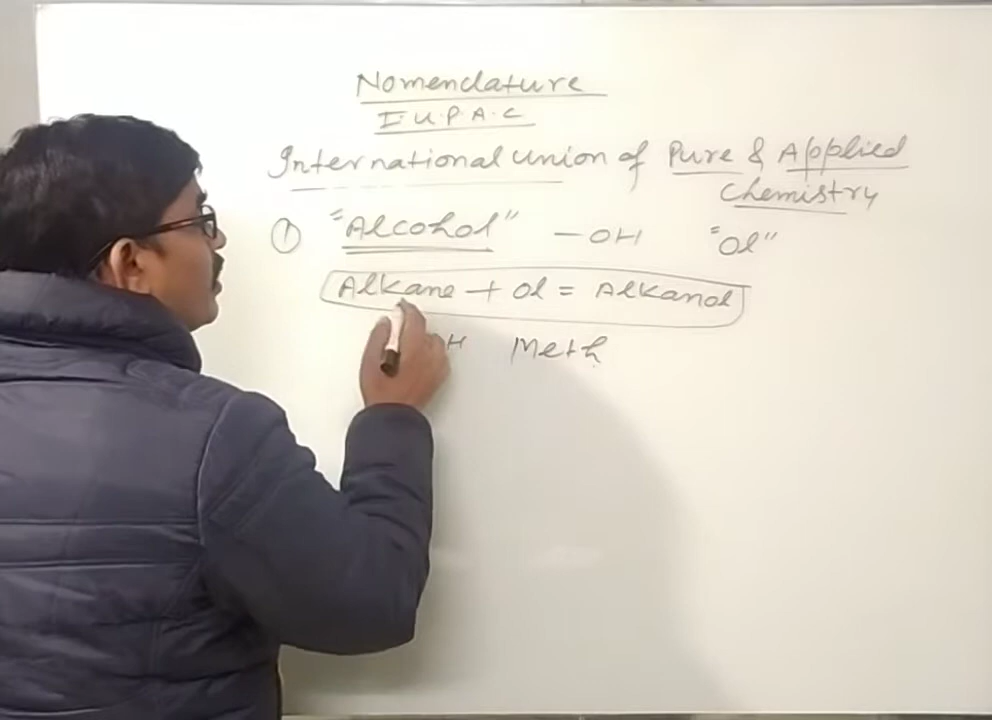 Nomenclature
I.U.P.A.C
International Union of Pure & Applied
Chemistry
① "Alcohol" -OH "Ol"
Alkane + Ol = Alkanol
Meth